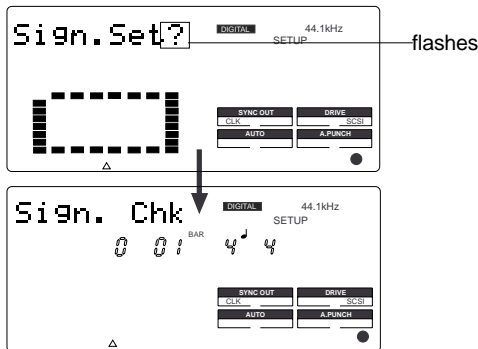 Sign.Set? DIGITAL 44.1kHz
SETUP
flashes
SYNC OUT DRIVE
CLK SCSI
AUTO A.PUNCH
Sign. Chk DIGITAL 44.1kHz
SETUP
0 01 BAR 4 4
SYNC OUT DRIVE
CLK SCSI
AUTO A.PUNCH